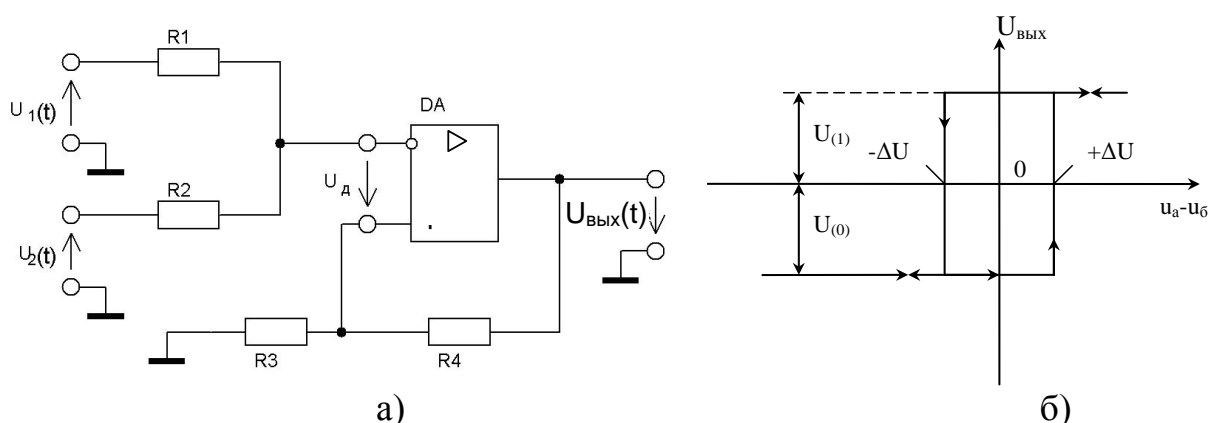 R1
U1(t)
R2
U2(t)
DA
Uд
Uвых(t)
R3
R4
а)
Uвых
U(1)
-ΔU
+ΔU
0
uа-uб
U(0)
б)